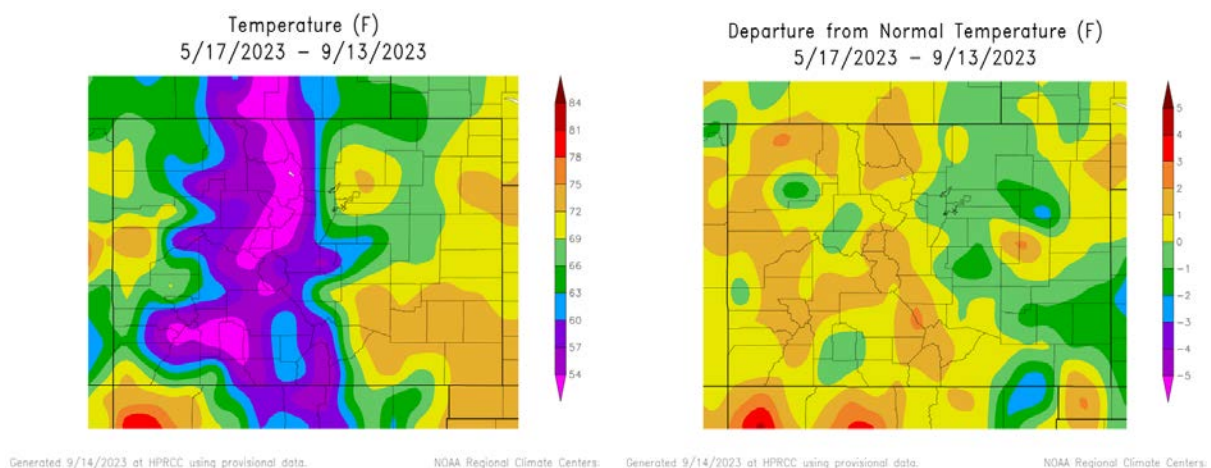 Temperature (F)
5/17/2023 – 9/13/2023
84
81
78
75
72
69
66
63
60
57
54
Generated 9/14/2023 at HPRCC using provisional data.
NOAA Regional Climate Centers
Departure from Normal Temperature (F)
5/17/2023 – 9/13/2023
5
4
3
2
1
0
-1
-2
-3
-4
-5
Generated 9/14/2023 at HPRCC using provisional data.
NOAA Regional Climate Centers